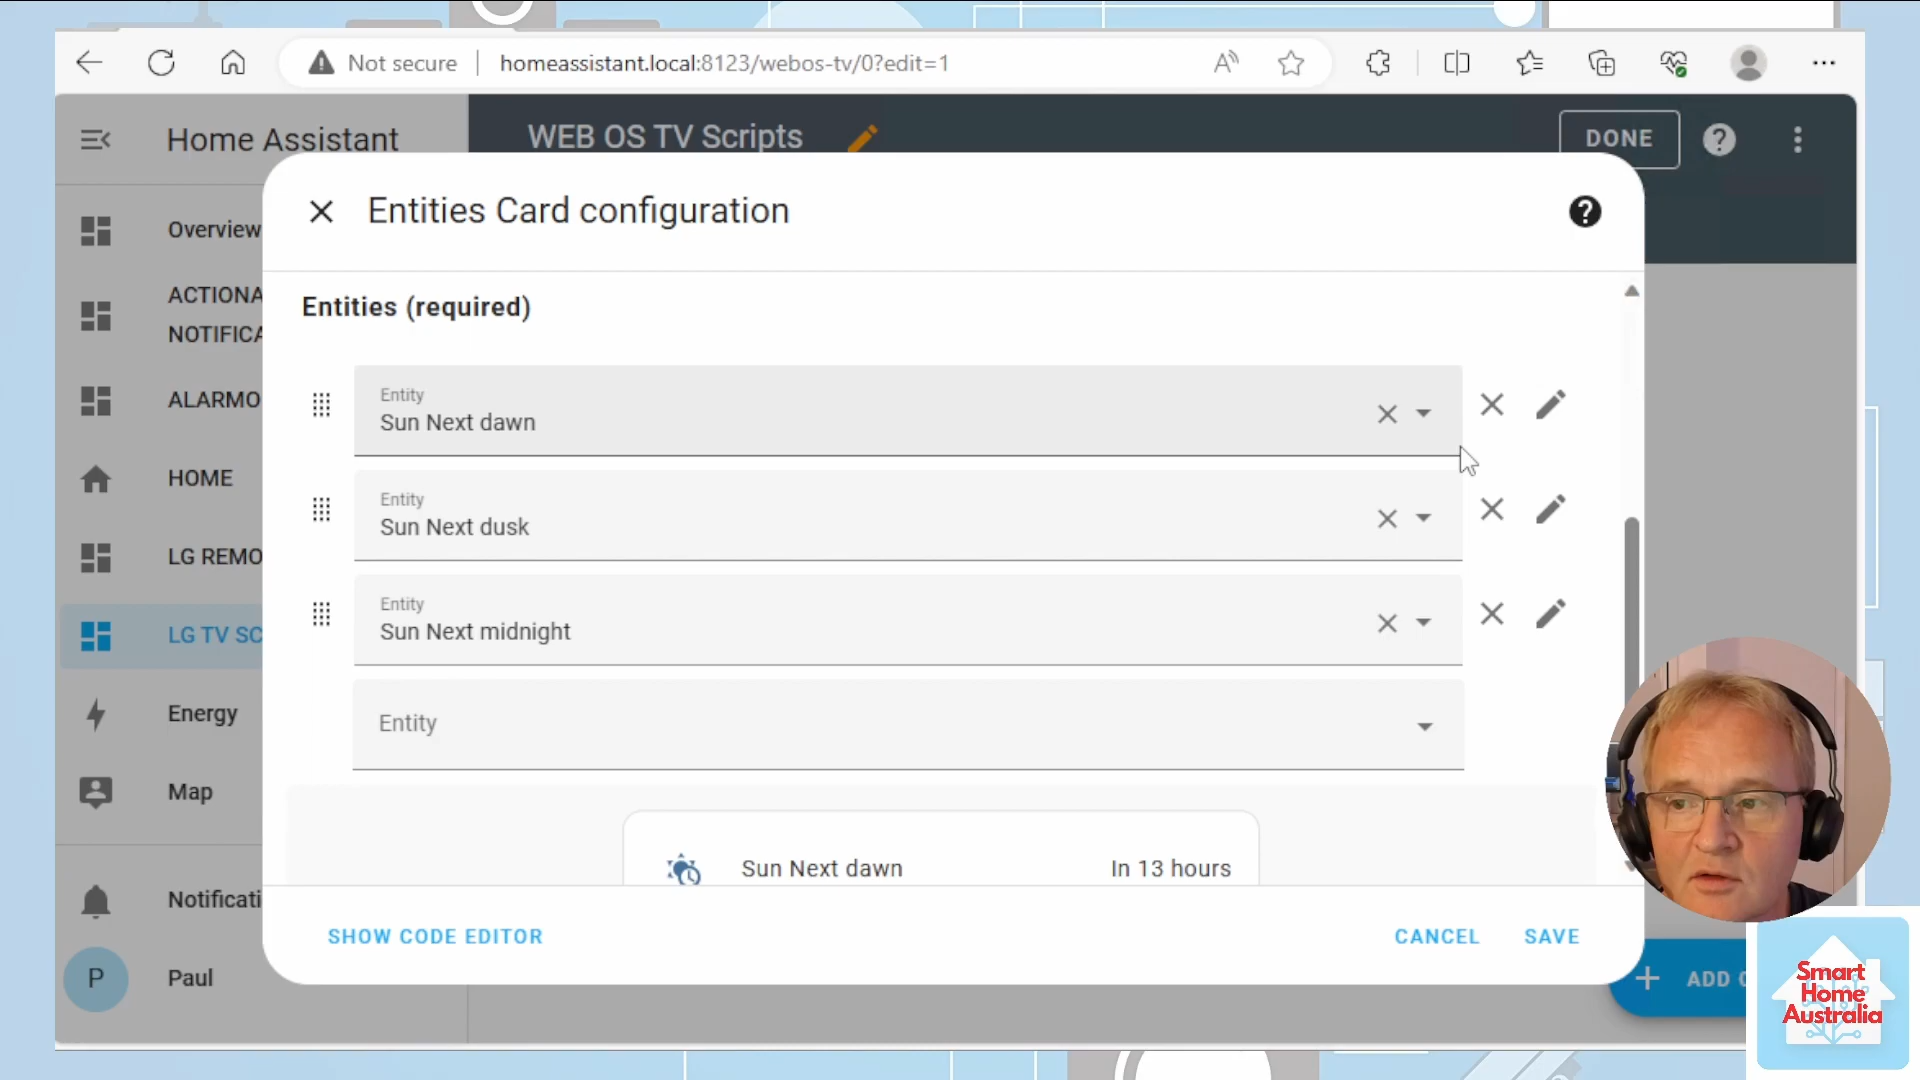 Not secure
homeassistant.local:8123/webos-tv/0?edit=1
Home Assistant
WEB OS TV Scripts
DONE
Overview
ACTIONA
NOTIFICA
ALARMO
HOME
LG REMO
LG TV SC
Energy
Map
Notificati
P
Paul
Entities Card configuration
Entities (required)
Entity
Sun Next dawn
Entity
Sun Next dusk
Entity
Sun Next midnight
Entity
Sun Next dawn
In 13 hours
SHOW CODE EDITOR
CANCEL
SAVE
ADD C
Smart
Home
Australia